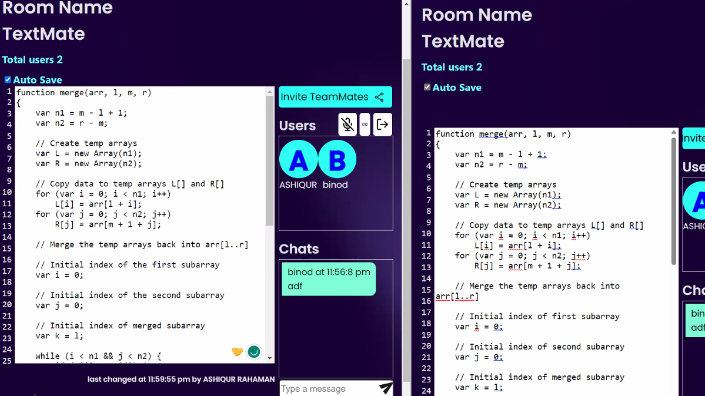 Room Name
TextMate
Total users 2
Auto Save
1 function merge(arr, l, m, r)
2 {
3 var n1 = m - l + 1;
4 var n2 = r - m;
5
6 // Create temp arrays
7 var L = new Array(n1);
8 var R = new Array(n2);
9
10 // Copy data to temp arrays L[] and R[]
11 for (var i = 0; i < n1; i++)
12 L[i] = arr[l + i];
13 for (var j = 0; j < n2; j++)
14 R[j] = arr[m + 1 + j];
15
16 // Merge the temp arrays back into arr[l..r]
17
18 // Initial index of the first subarray
19 var i = 0;
20
21 // Initial index of the second subarray
22 var j = 0;
23
24 // Initial index of merged subarray
25 var k = l;
while (i < n1 && j < n2) {
last changed at 11:59:55 pm by ASHIQUR RAHAMAN
Invite TeamMates
Users
A B
ASHIQUR binod
Chats
binod at 11:56:8 pm
adf
Type a message
Room Name
TextMate
Total users 2
Auto Save
1 function merge(arr, l, m, r)
2 {
3 var n1 = m - l + 1;
4 var n2 = r - m;
5
6 // Create temp arrays
7 var L = new Array(n1);
8 var R = new Array(n2);
9
10 // Copy data to temp arrays L[] and R[]
11 for (var i = 0; i < n1; i++)
12 L[i] = arr[l + i];
13 for (var j = 0; j < n2; j++)
14 R[j] = arr[m + 1 + j];
15
16 // Merge the temp arrays back into
17 arr[l..r]
18
19 // Initial index of first subarray
20 var i = 0;
21
22 // Initial index of second subarray
23 var j = 0;
24
// Initial index of merged subarray
var k = l;
nvite
Use
A
ASHIQU
Cha
bino
adf